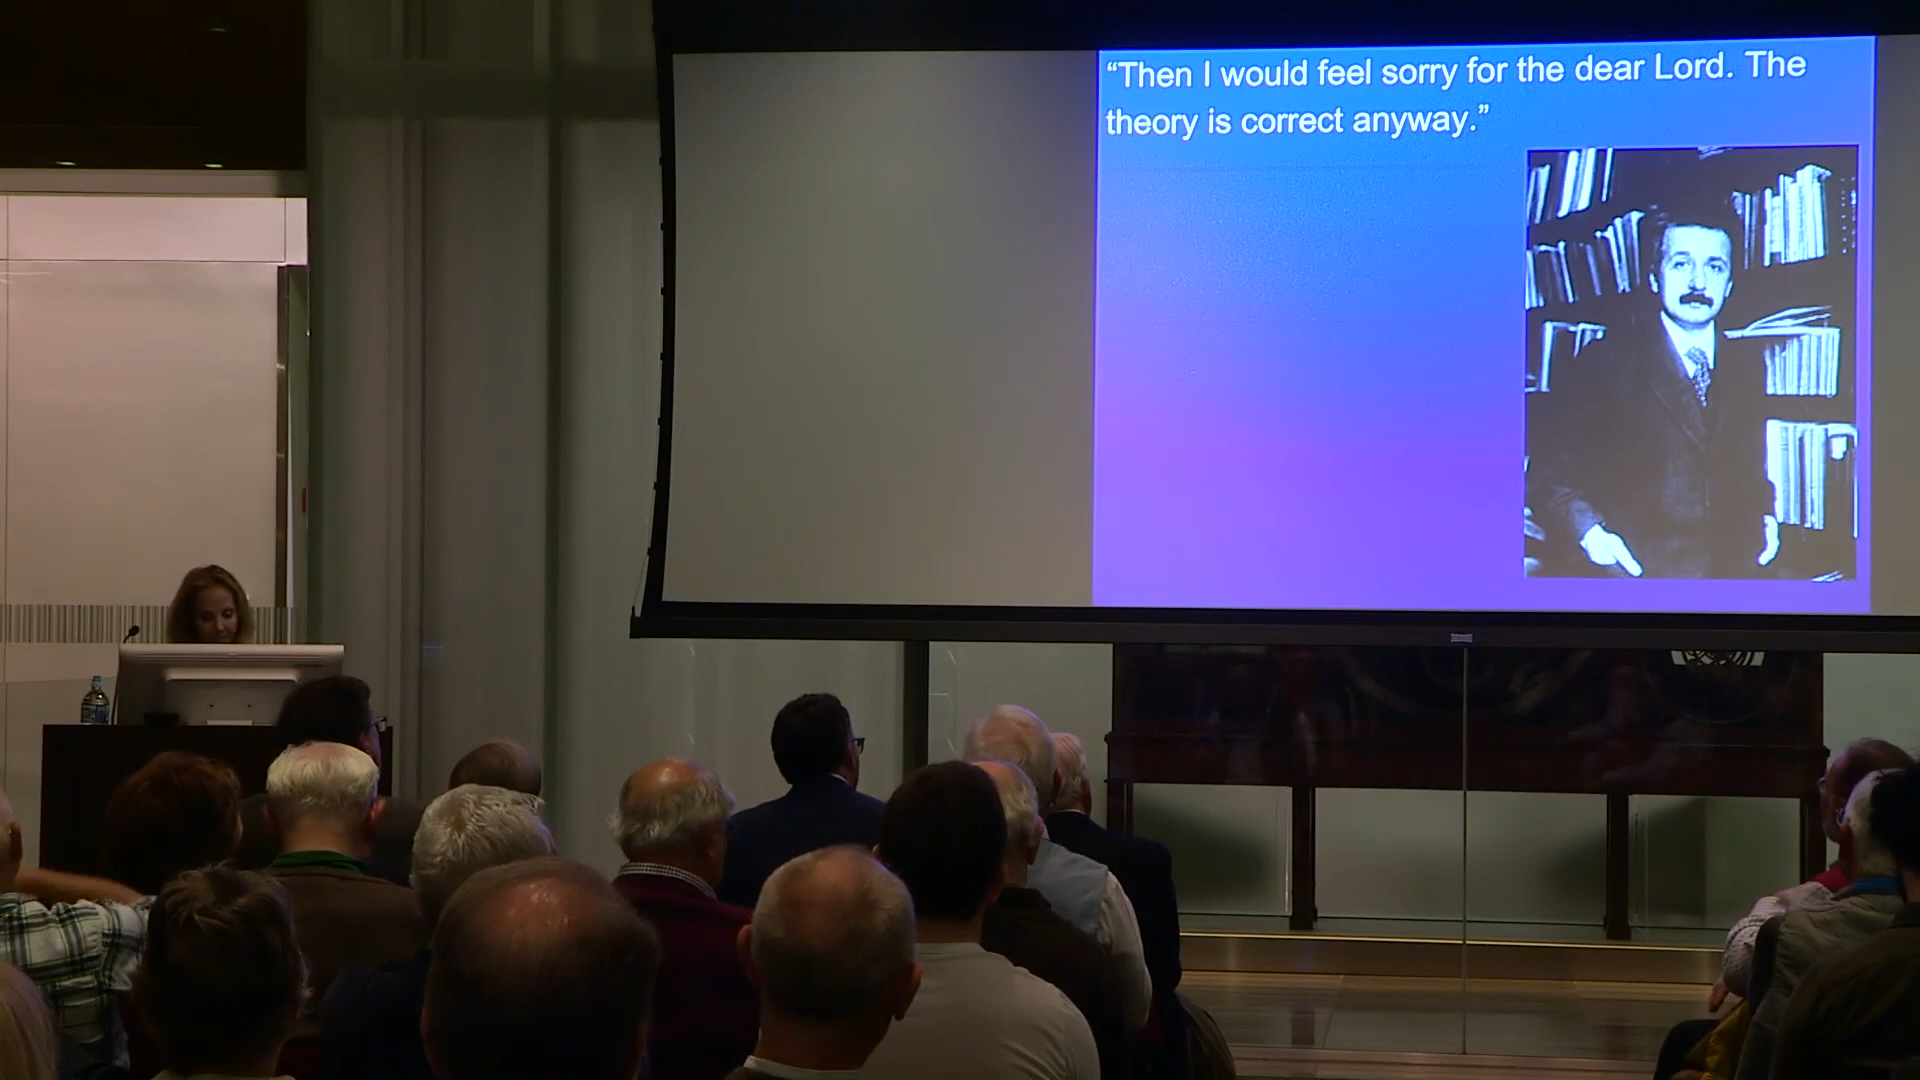 “Then I would feel sorry for the dear Lord. The
theory is correct anyway.”